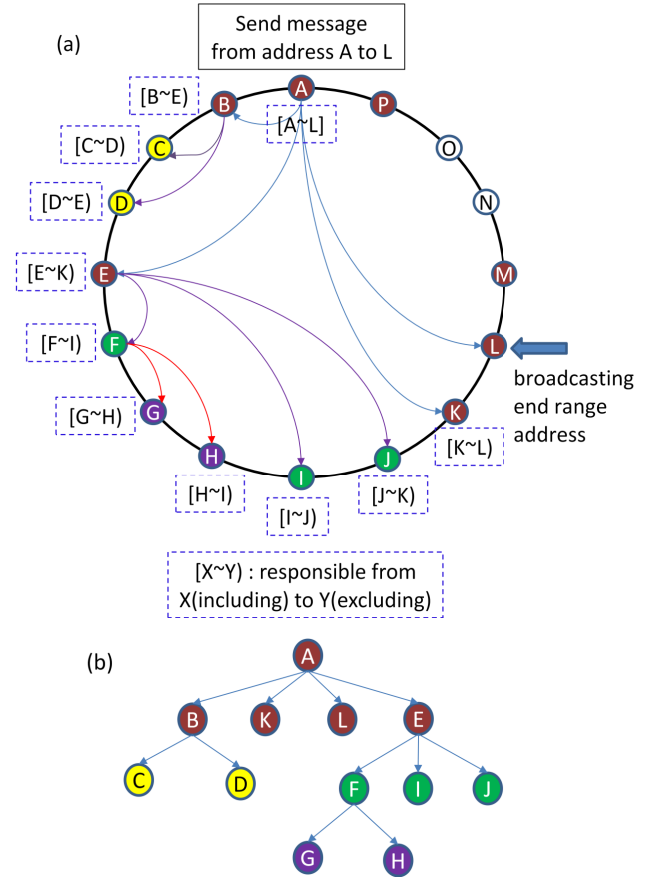 Send message
from address A to L
(a)
A
B
P
[B~E)
[A~L]
C
O
[C~D)
D
N
[D~E)
E
M
[E~K)
F
L
[F~I)
broadcasting
end range
address
G
K
[G~H)
[K~L)
H
J
I
[H~I)
[J~K)
[I~J)
[X~Y) : responsible from
X(including) to Y(excluding)
(b)
A
B K L E
C D F I J
G H